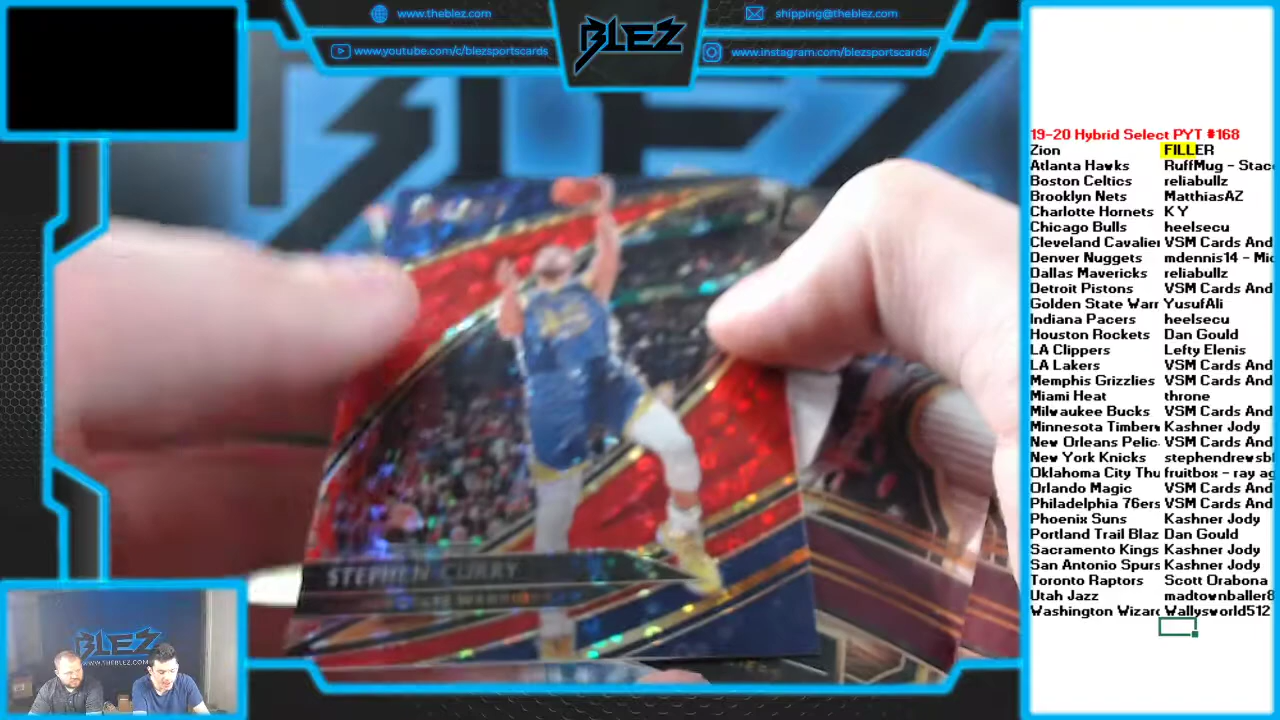 www.theblez.com
shipping@theblez.com
BLEZ
www.youtube.com/c/blezsportscards
www.instagram.com/blezsportscards/
19-20 Hybrid Select PYT #168
Zion FILLER
Atlanta Hawks RuffMug - Stac
Boston Celtics reliabullz
Brooklyn Nets MatthiasAZ
Charlotte Hornets K Y
Chicago Bulls heelsecu
Cleveland Cavalier VSM Cards And
Denver Nuggets mdennis14 - Mic
Dallas Mavericks reliabullz
Detroit Pistons VSM Cards And
Golden State Warr YusufAli
Indiana Pacers heelsecu
Houston Rockets Dan Gould
LA Clippers Lefty Elenis
LA Lakers VSM Cards And
Memphis Grizzlies VSM Cards And
Miami Heat throne
Milwaukee Bucks VSM Cards And
Minnesota Timberw Kashner Jody
New Orleans Pelic VSM Cards And
New York Knicks stephendrewsbl
Oklahoma City Thu fruitbox - ray ag
Orlando Magic VSM Cards And
Philadelphia 76ers VSM Cards And
Phoenix Suns Kashner Jody
Portland Trail Blaz Dan Gould
Sacramento Kings Kashner Jody
San Antonio Spurs Kashner Jody
Toronto Raptors Scott Orabona
Utah Jazz madtownballer8
Washington Wizard Wallysworld512
STEPHEN CURRY
BLEZ
WWW.THEBLEZ.COM